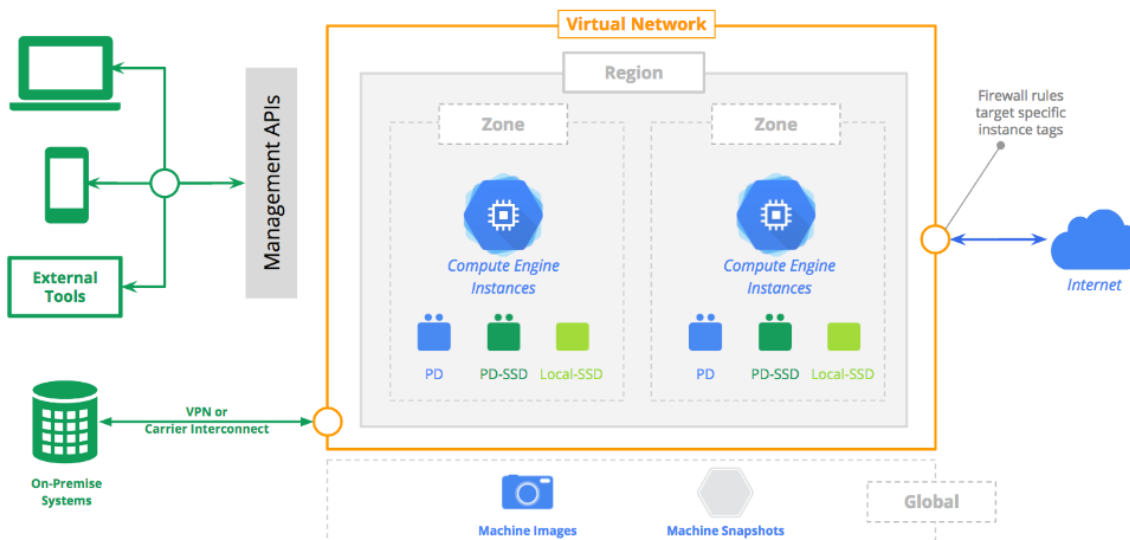 Virtual Network
Region
Zone
Zone
Firewall rules
target specific
instance tags
Management APIs
External
Tools
Compute Engine
Instances
Compute Engine
Instances
Internet
PD
PD-SSD
Local-SSD
PD
PD-SSD
Local-SSD
VPN or
Carrier Interconnect
On-Premise
Systems
Global
Machine Images
Machine Snapshots